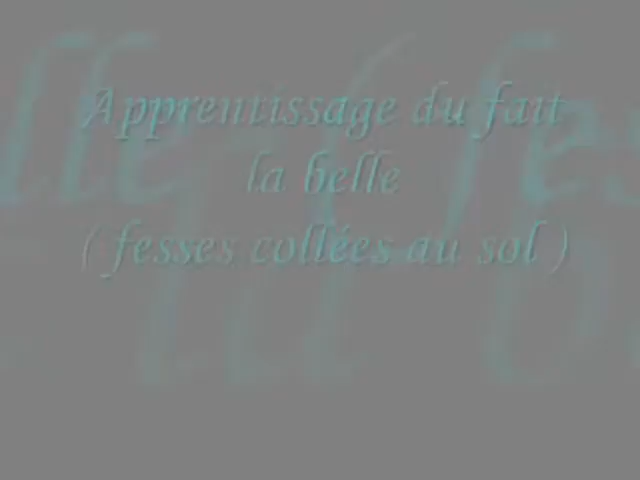 Apprentissage du fait
la belle
( fesses collées au sol )